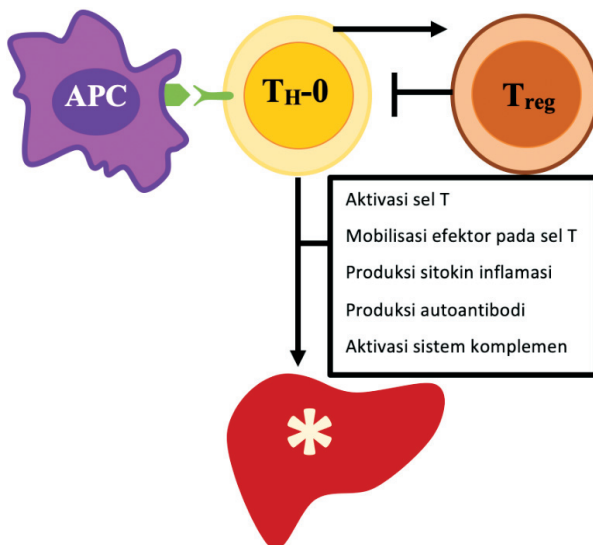 APC
TH-0
Treg
Aktivasi sel T
Mobilisasi efektor pada sel T
Produksi sitokin inflamasi
Produksi autoantibodi
Aktivasi sistem komplemen
*